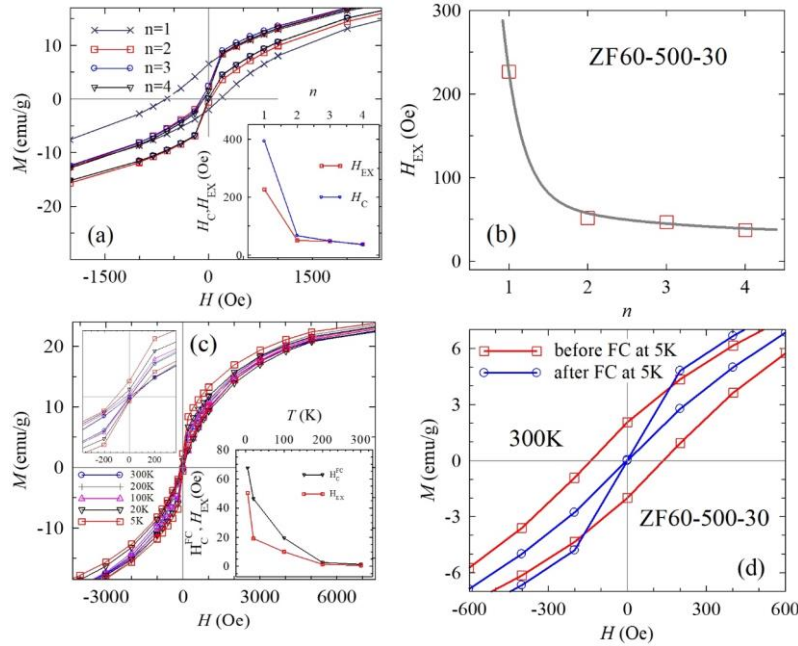 20
10
0
-10
-20
M (emu/g)
-1500
0
1500
H (Oe)
n=1
n=2
n=3
n=4
(a)
n
1 2 3 4
400
200
0
H_C, H_EX (Oe)
H_EX
H_C
300
250
200
150
100
50
0
H_EX (Oe)
ZF60-500-30
(b)
1 2 3 4
n
20
10
0
-10
M (emu/g)
-3000 0 3000 6000
H (Oe)
(c)
-200 0 200
300K
200K
100K
20K
5K
T (K)
0 100 200 300
80
60
40
20
0
H_C^FC, H_EX (Oe)
H_C^FC
H_EX
6
3
0
-3
-6
M (emu/g)
before FC at 5K
after FC at 5K
300K
ZF60-500-30
(d)
-600 -300 0 300 600
H (Oe)